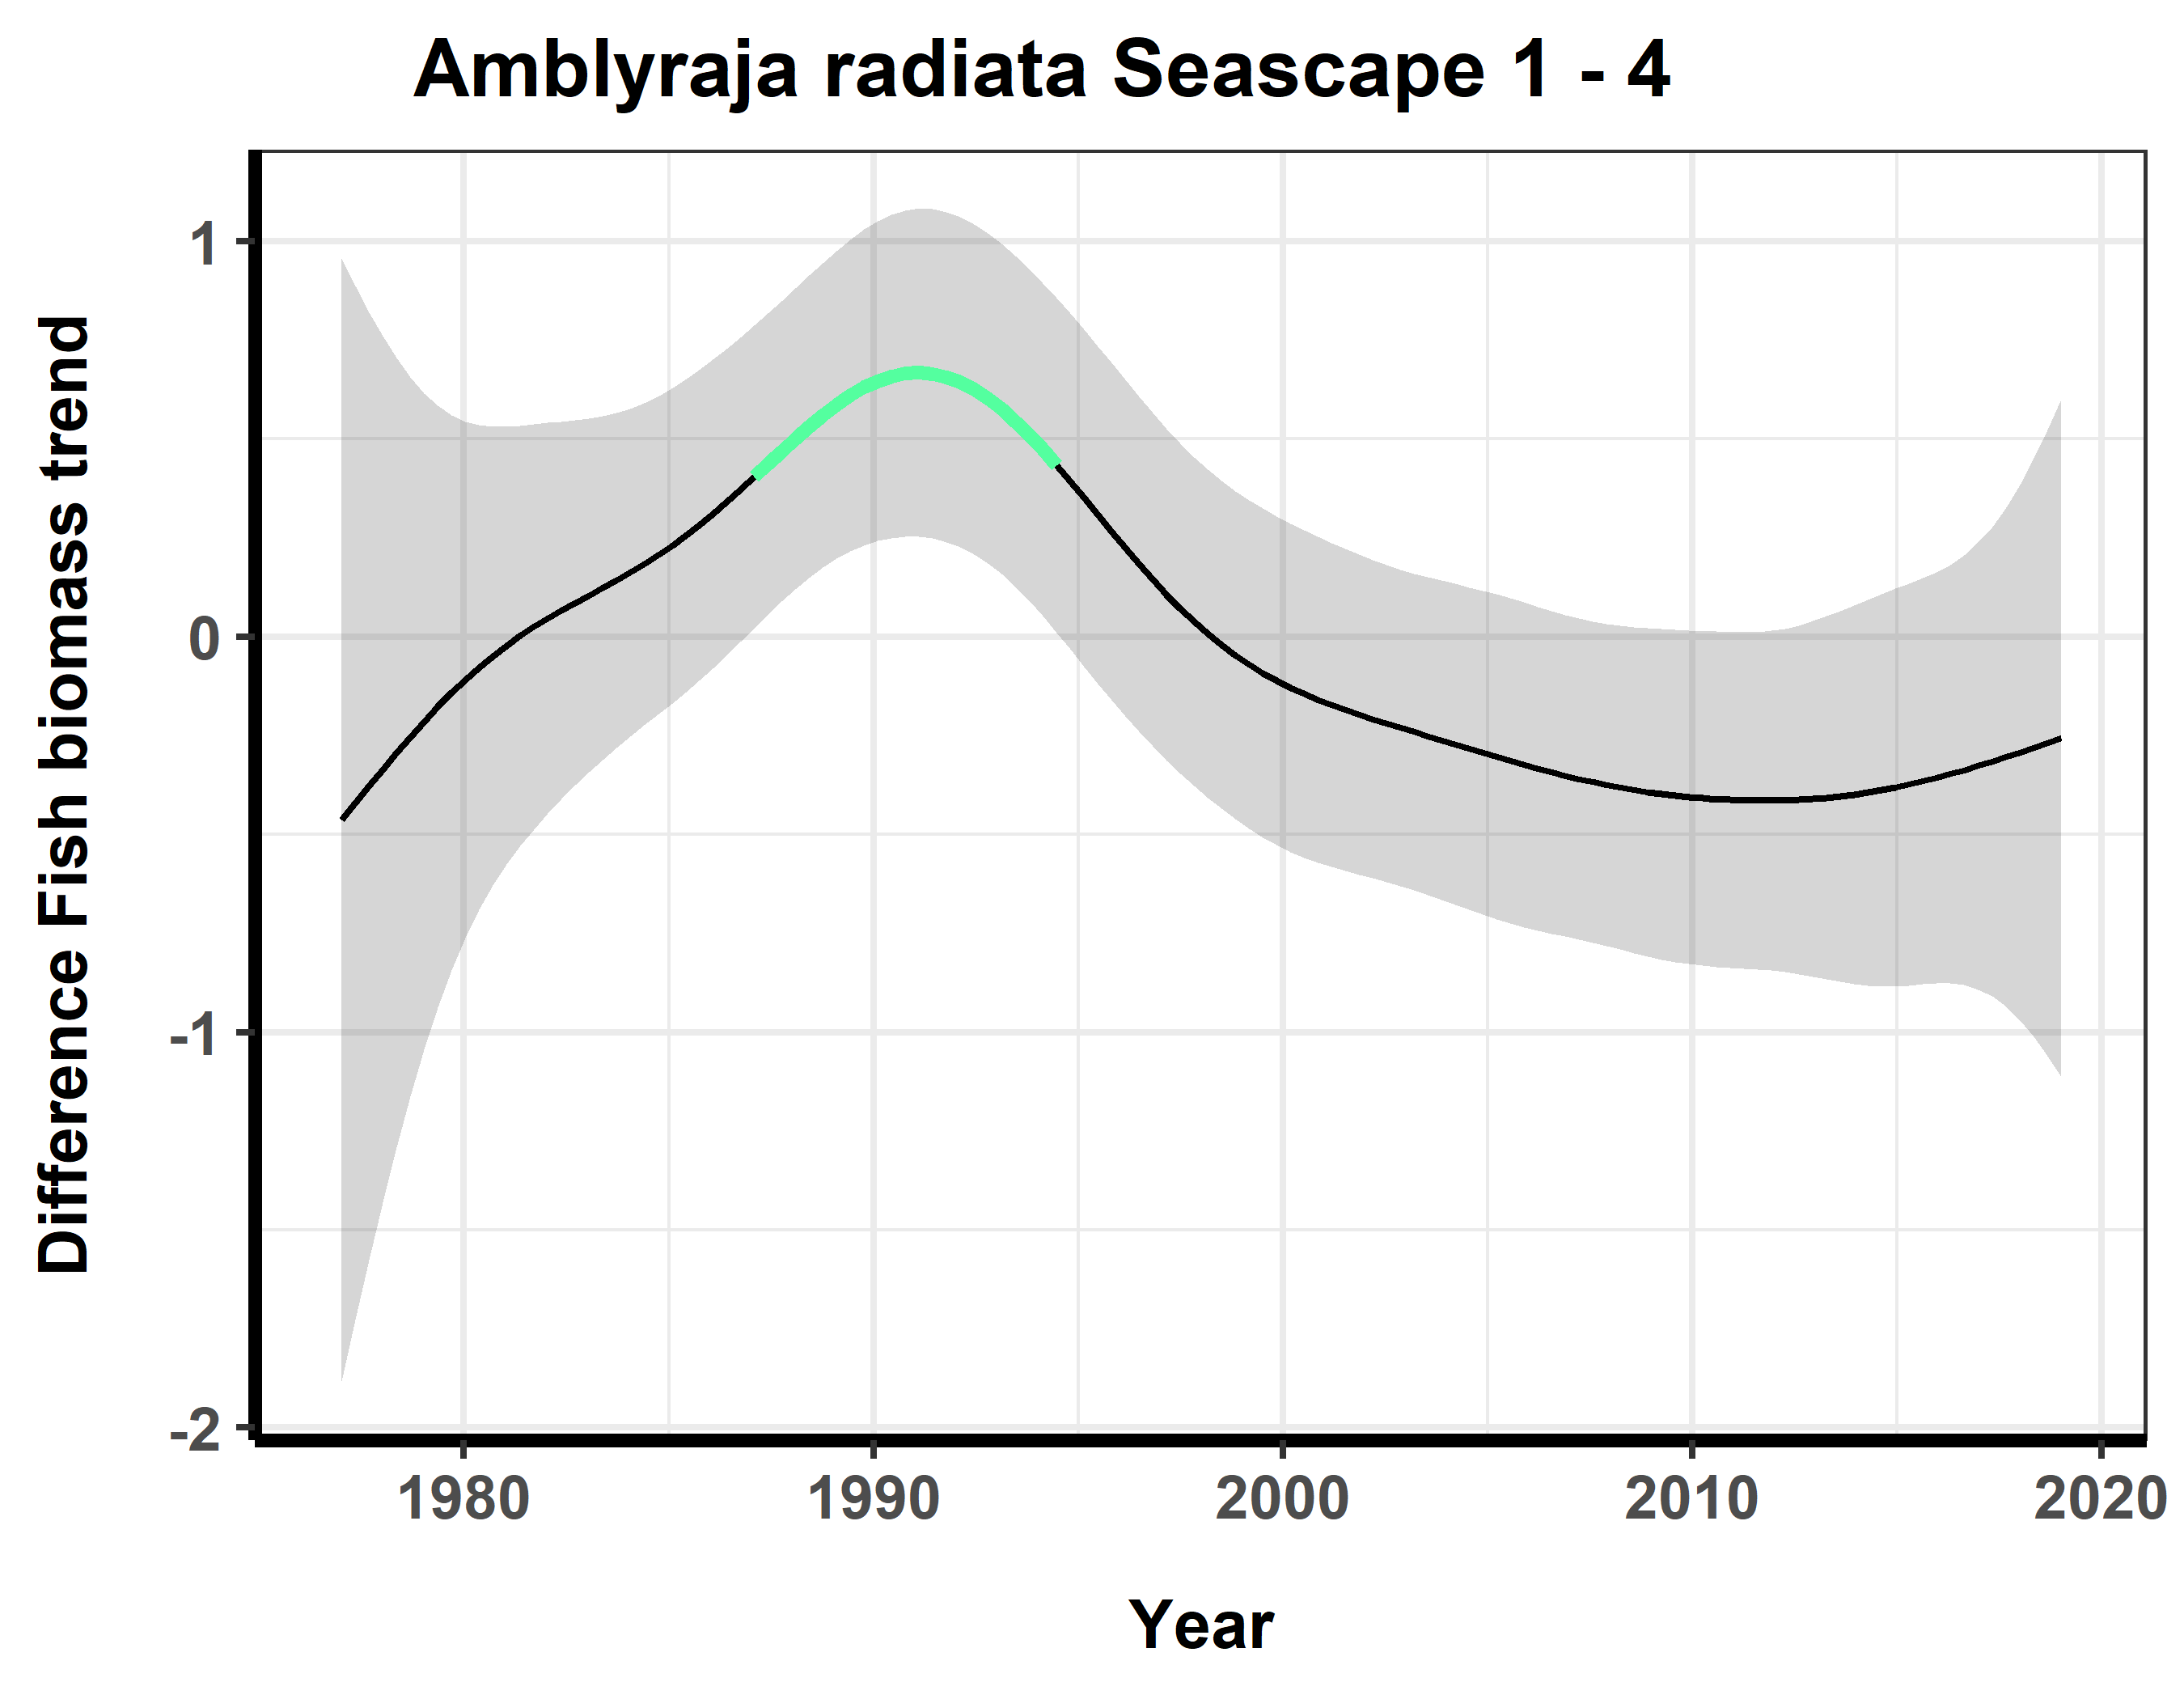 Amblyraja radiata Seascape 1 - 4
Difference Fish biomass trend
1
0
-1
-2
1980 1990 2000 2010 2020
Year